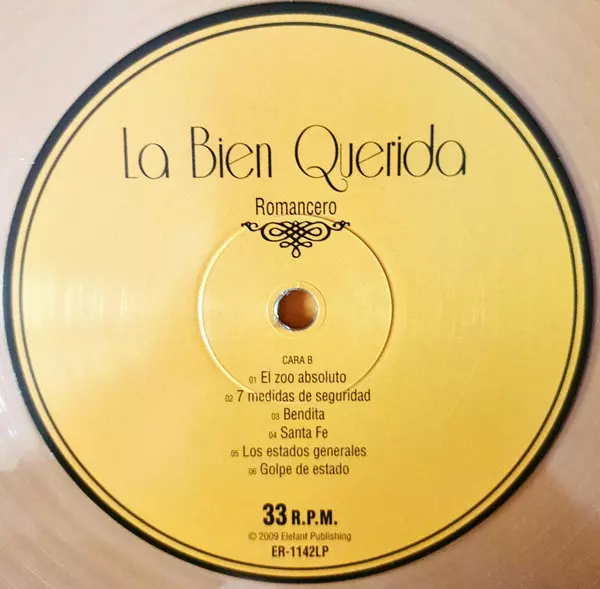 La Bien Querida
Romancero
CARA B
01 El zoo absoluto
02 7 medidas de seguridad
03 Bendita
04 Santa Fe
05 Los estados generales
06 Golpe de estado
33 R.P.M.
© 2009 Elefant Publishing
ER-1142LP